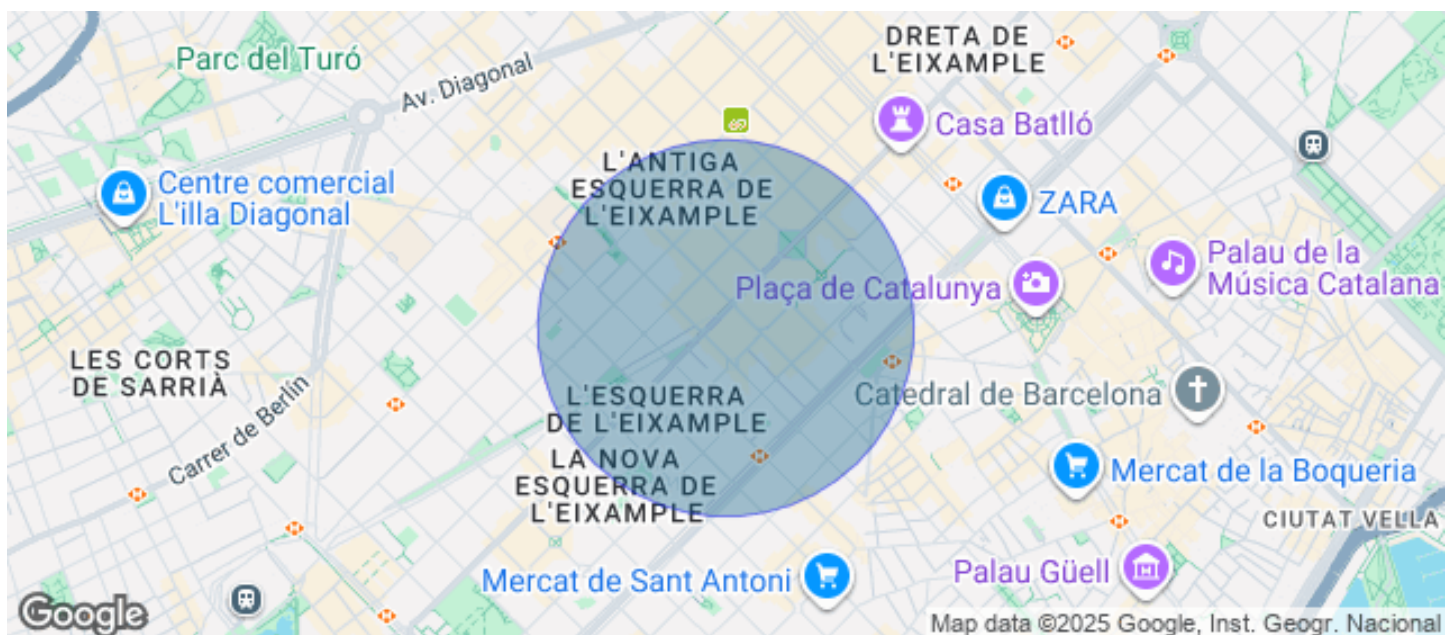 DRETA DE
L'EIXAMPLE
Parc del Turó
Av. Diagonal
Casa Batlló
L'ANTIGA
ESQUERRA DE
L'EIXAMPLE
Centre comercial
L'illa Diagonal
ZARA
Palau de la
Música Catalana
Plaça de Catalunya
LES CORTS
DE SARRIÀ
L'ESQUERRA
DE L'EIXAMPLE
Catedral de Barcelona
Carrer de Berlín
LA NOVA
ESQUERRA DE
L'EIXAMPLE
Mercat de la Boqueria
CIUTAT VELLA
Mercat de Sant Antoni
Palau Güell
Google
Map data ©2025 Google, Inst. Geogr. Nacional